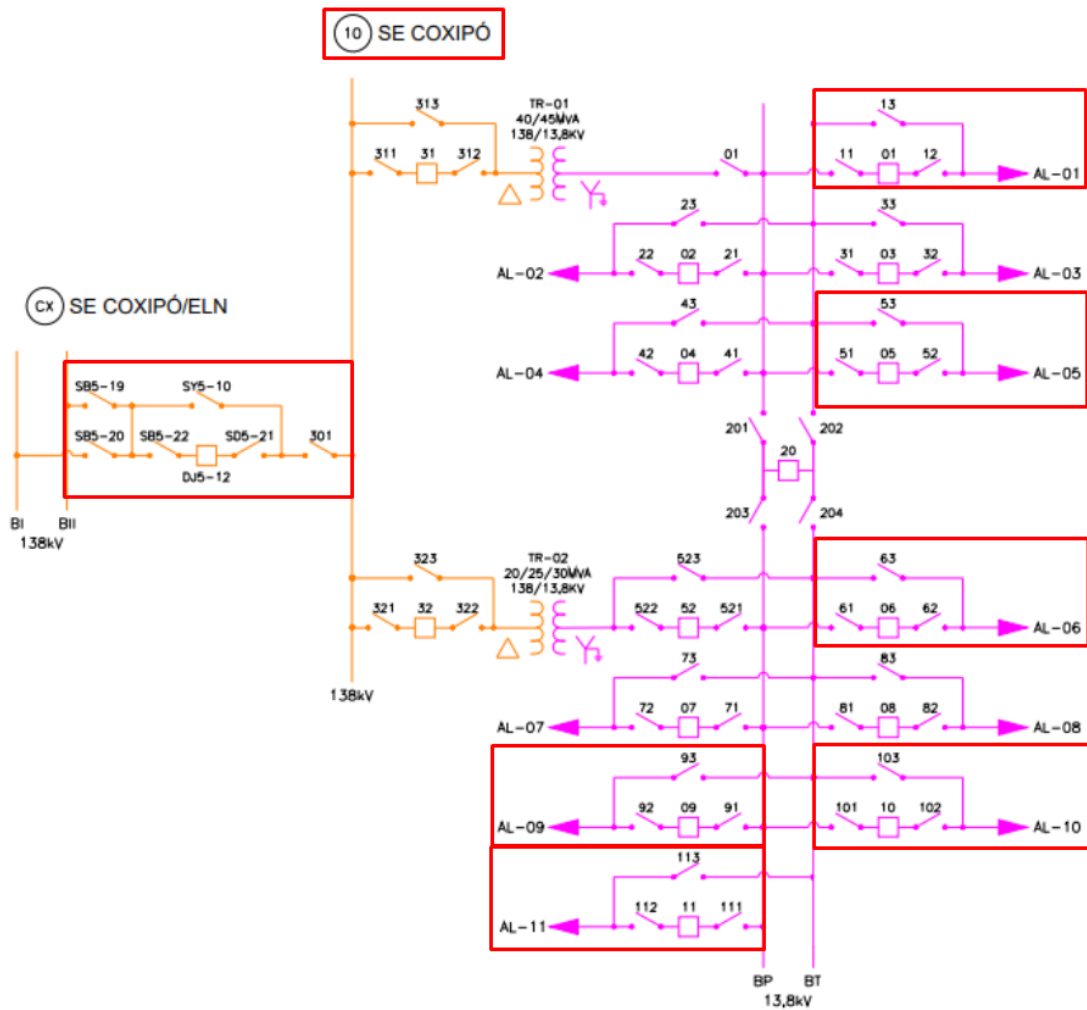 10 SE COXIPÓ
313
TR-01
40/45MVA
138/13,8KV
13
311 31 312
01
11 01 12
AL-01
23
33
AL-02
22 02 21
31 03 32
AL-03
CX SE COXIPÓ/ELN
43
53
AL-04
42 04 41
51 05 52
AL-05
SB5-19
SY5-10
SB5-20
SB5-22
SD5-21
301
DJ5-12
201
202
20
BI
BII
138kV
203
204
323
TR-02
20/25/30MVA
138/13,8KV
523
63
321 32 322
522 52 521
61 06 62
AL-06
73
83
138kV
AL-07
72 07 71
81 08 82
AL-08
93
103
AL-09
92 09 91
101 10 102
AL-10
113
AL-11
112 11 111
BP
BT
13,8kV